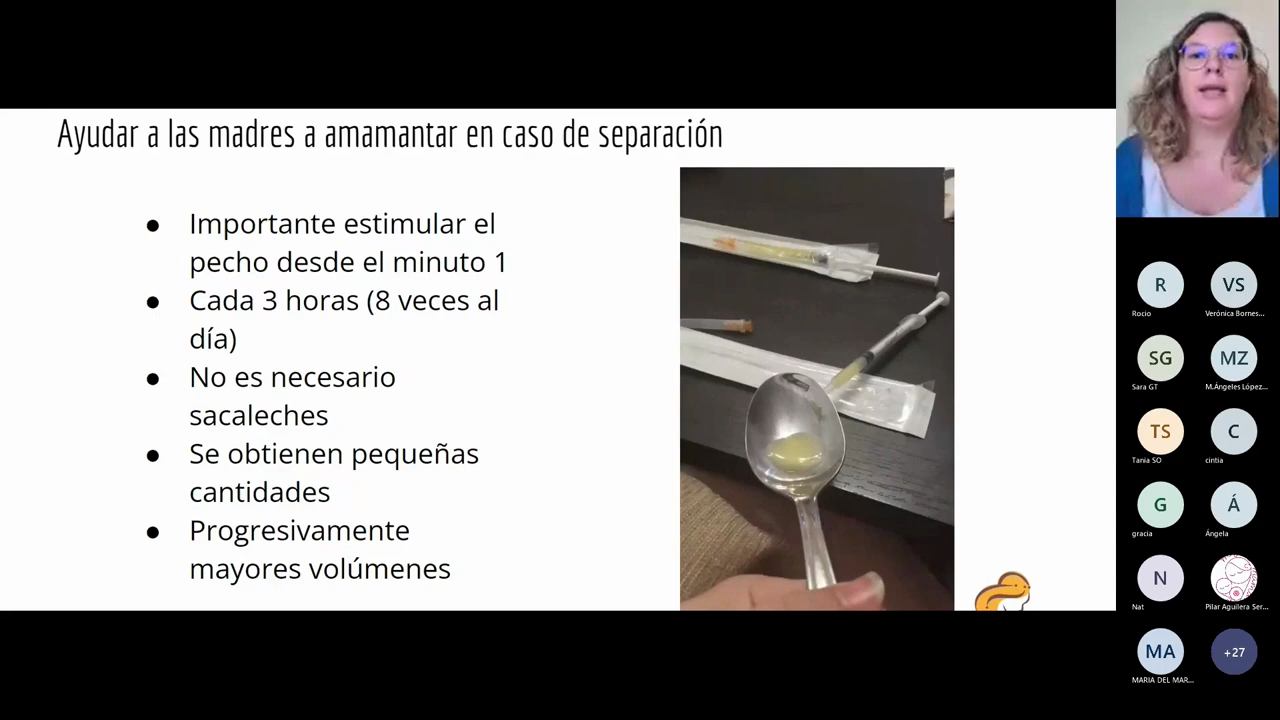 Ayudar a las madres a amamantar en caso de separación
● Importante estimular el
pecho desde el minuto 1
● Cada 3 horas (8 veces al
día)
● No es necesario
sacaleches
● Se obtienen pequeñas
cantidades
● Progresivamente
mayores volúmenes
R
VS
Rocio
Verónica Bornes...
SG
MZ
Sara GT
M.Ángeles López...
TS
C
Tania SO
cintia
G
Á
gracia
Ángela
N
Nat
Pilar Aguilera Ser...
MA
+27
MARIA DEL MAR...